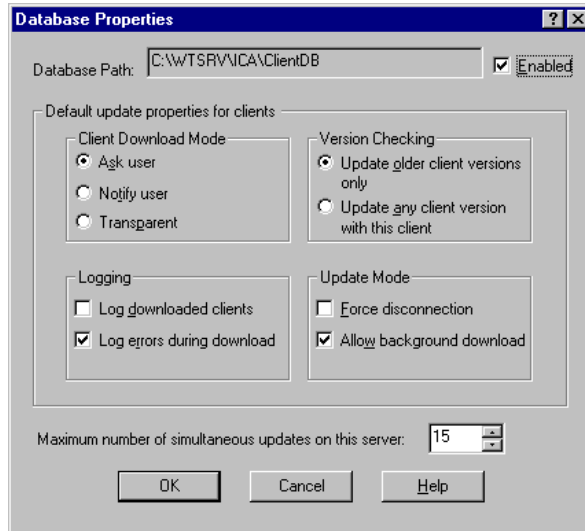 Database Properties
Database Path: C:\WTSRV\ICA\ClientDB Enabled
Default update properties for clients
Client Download Mode
Ask user
Notify user
Transparent
Version Checking
Update older client versions
only
Update any client version
with this client
Logging
Log downloaded clients
Log errors during download
Update Mode
Force disconnection
Allow background download
Maximum number of simultaneous updates on this server: 15
OK Cancel Help